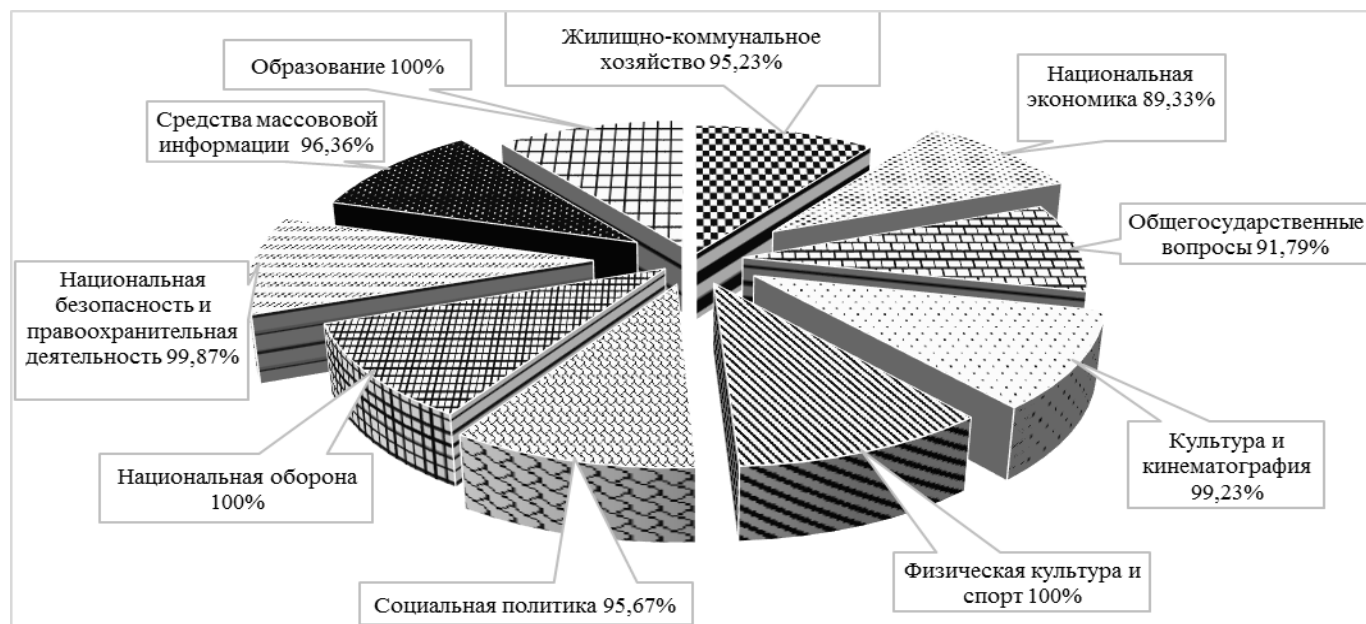 Жилищно-коммунальное
хозяйство 95,23%
Образование 100%
Национальная
экономика 89,33%
Средства массововой
информации 96,36%
Общегосударственные
вопросы 91,79%
Национальная
безопасность и
правоохранительная
деятельность 99,87%
Культура и
кинематография
99,23%
Национальная оборона
100%
Физическая культура и
спорт 100%
Социальная политика 95,67%